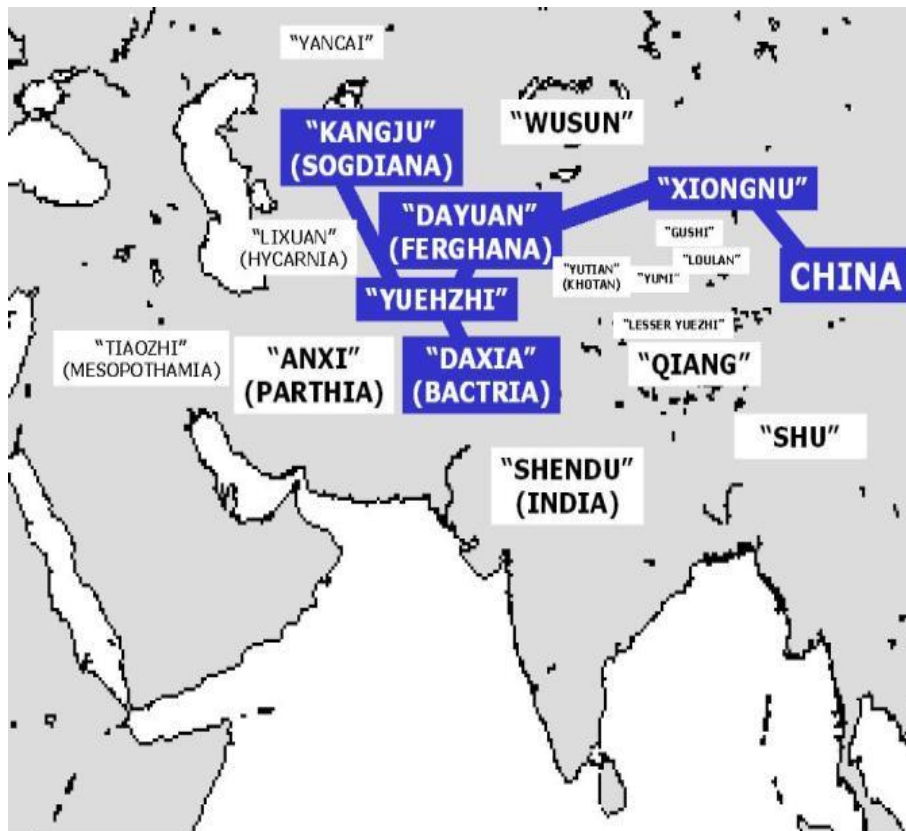 “YANCAI”
“KANGJU”
(SOGDIANA)
“WUSUN”
“XIONGNU”
“DAYUAN”
(FERGHANA)
“LIXUAN”
(HYCARNIA)
“GUSHI”
“LOULAN”
“YUTIAN”
(KHOTAN)
“YUMI”
CHINA
“YUEHZHI”
“LESSER YUEZHI”
“TIAOZHI”
(MESOPOTHAMIA)
“ANXI”
(PARTHIA)
“DAXIA”
(BACTRIA)
“QIANG”
“SHU”
“SHENDU”
(INDIA)